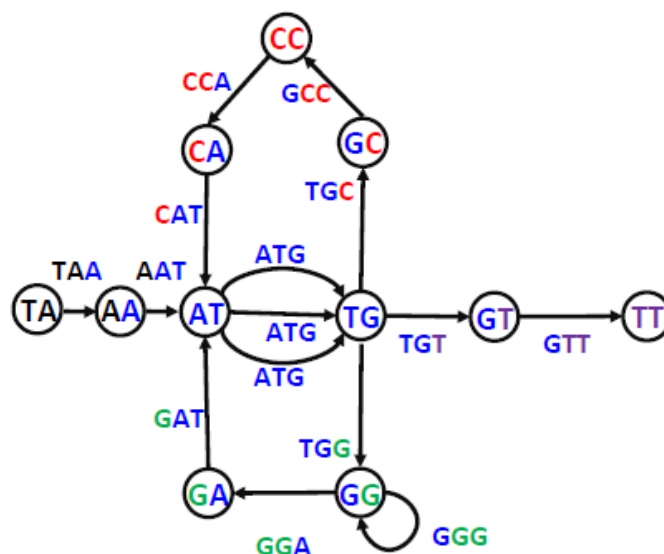 CC
CCA GCC
CA GC
TGC
CAT
ATG
TAA AAT
TA AA AT TG GT TT
ATG TGT GTT
ATG
GAT
TGG
GA GG
GGA GGG